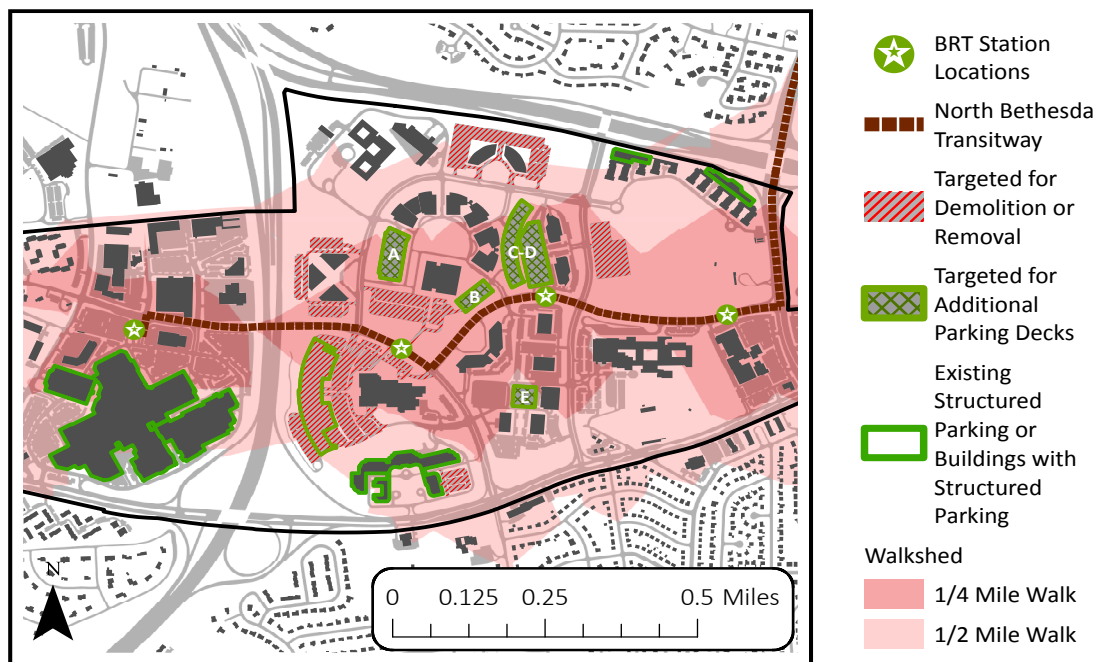 A
B
C-D
E
N
0 0.125 0.25 0.5 Miles
BRT Station
Locations
North Bethesda
Transitway
Targeted for
Demolition or
Removal
Targeted for
Additional
Parking Decks
Existing
Structured
Parking or
Buildings with
Structured
Parking
Walkshed
1/4 Mile Walk
1/2 Mile Walk